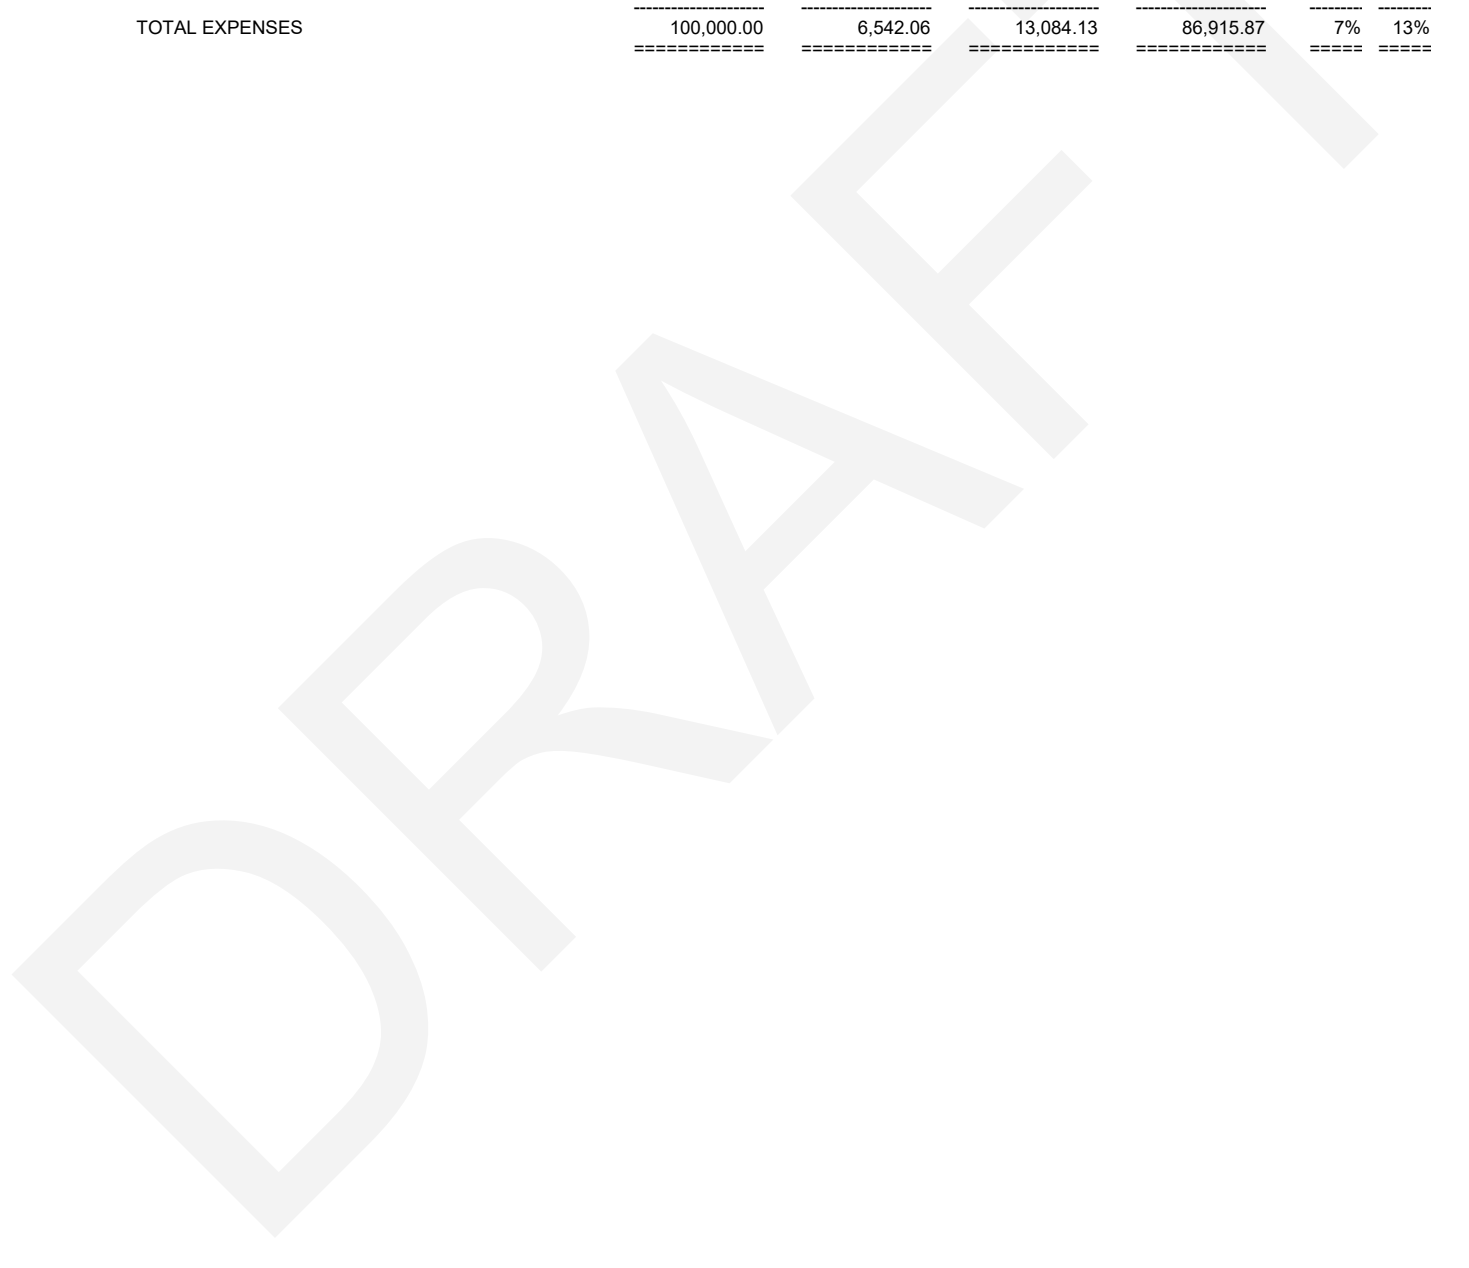 --------------------- --------------------- --------------------- --------------------- --------- ---------
TOTAL EXPENSES 100,000.00 6,542.06 13,084.13 86,915.87 7% 13%
============ ============ ============ ============ ===== =====
DRAFT